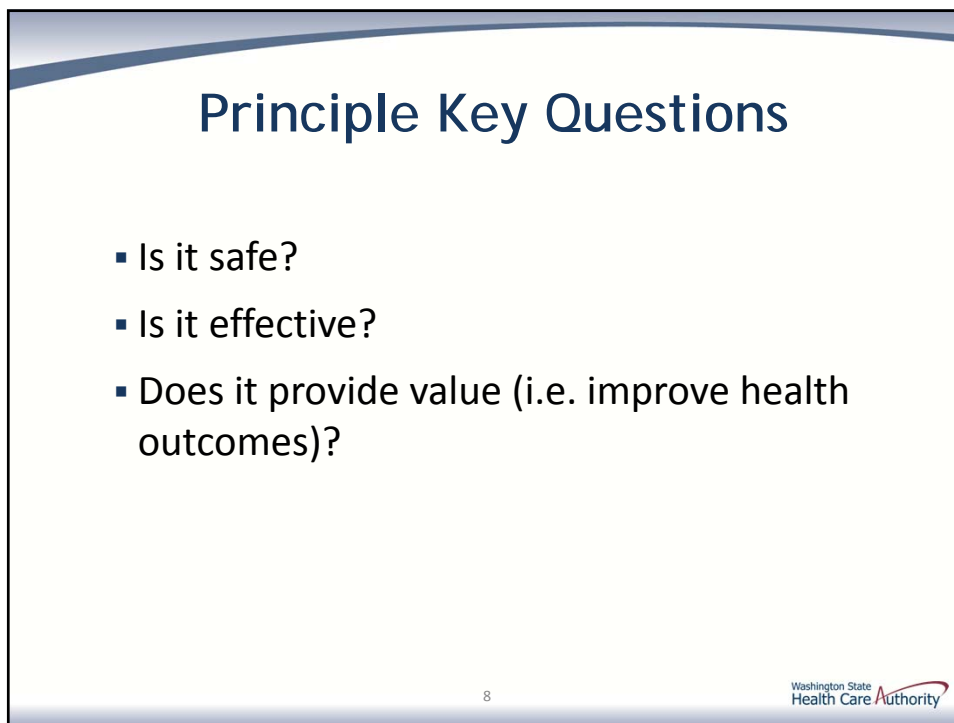 Principle Key Questions
▪ Is it safe?
▪ Is it effective?
▪ Does it provide value (i.e. improve health
outcomes)?
8
Washington State
Health Care Authority